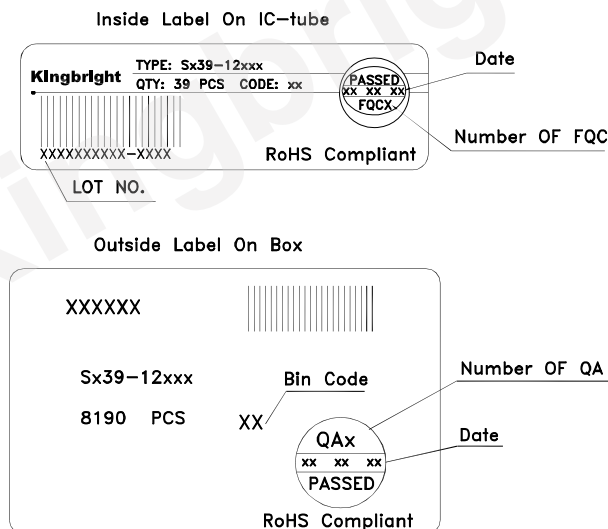 Inside Label On IC-tube
Kingbright
TYPE: Sx39-12xxx
QTY: 39 PCS CODE: xx
PASSED
xx xx xx
FQCX
Date
Number OF FQC
XXXXXXXXXX-XXXX
RoHS Compliant
LOT NO.
Outside Label On Box
XXXXXX
Sx39-12xxx
8190 PCS
Bin Code
XX
Number OF QA
QAx
xx xx xx
PASSED
Date
RoHS Compliant
Kingbright